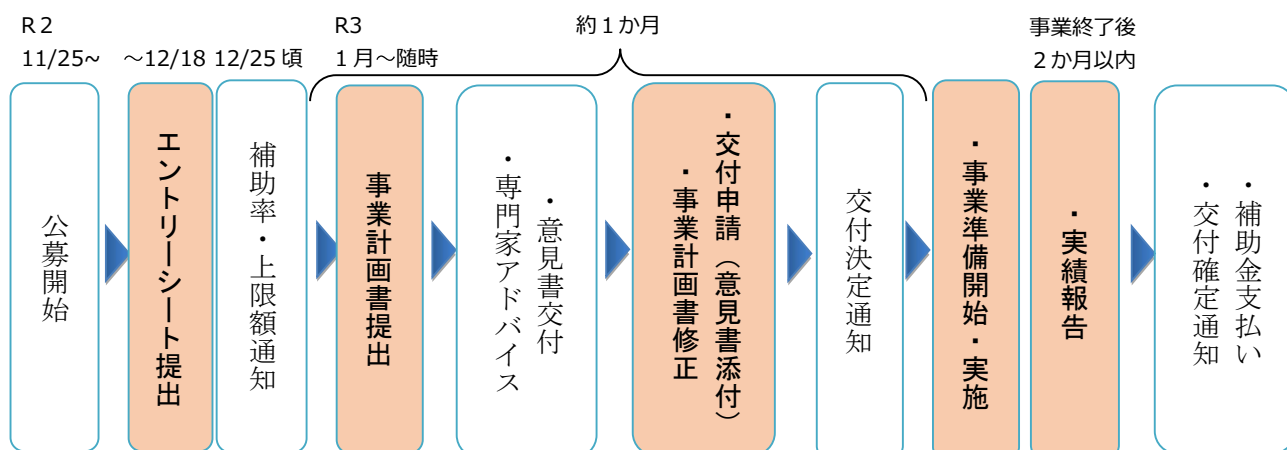 R２
11/25~
～12/18
12/25 頃
R3
１月～随時
約１か月
事業終了後
２か月以内
公募開始
エントリーシート提出
補助率・上限額通知
事業計画書提出
・意見書交付
・専門家アドバイス
・交付申請（意見書添付）
・事業計画書修正
交付決定通知
・事業準備開始・実施
・実績報告
・補助金支払い
・交付確定通知